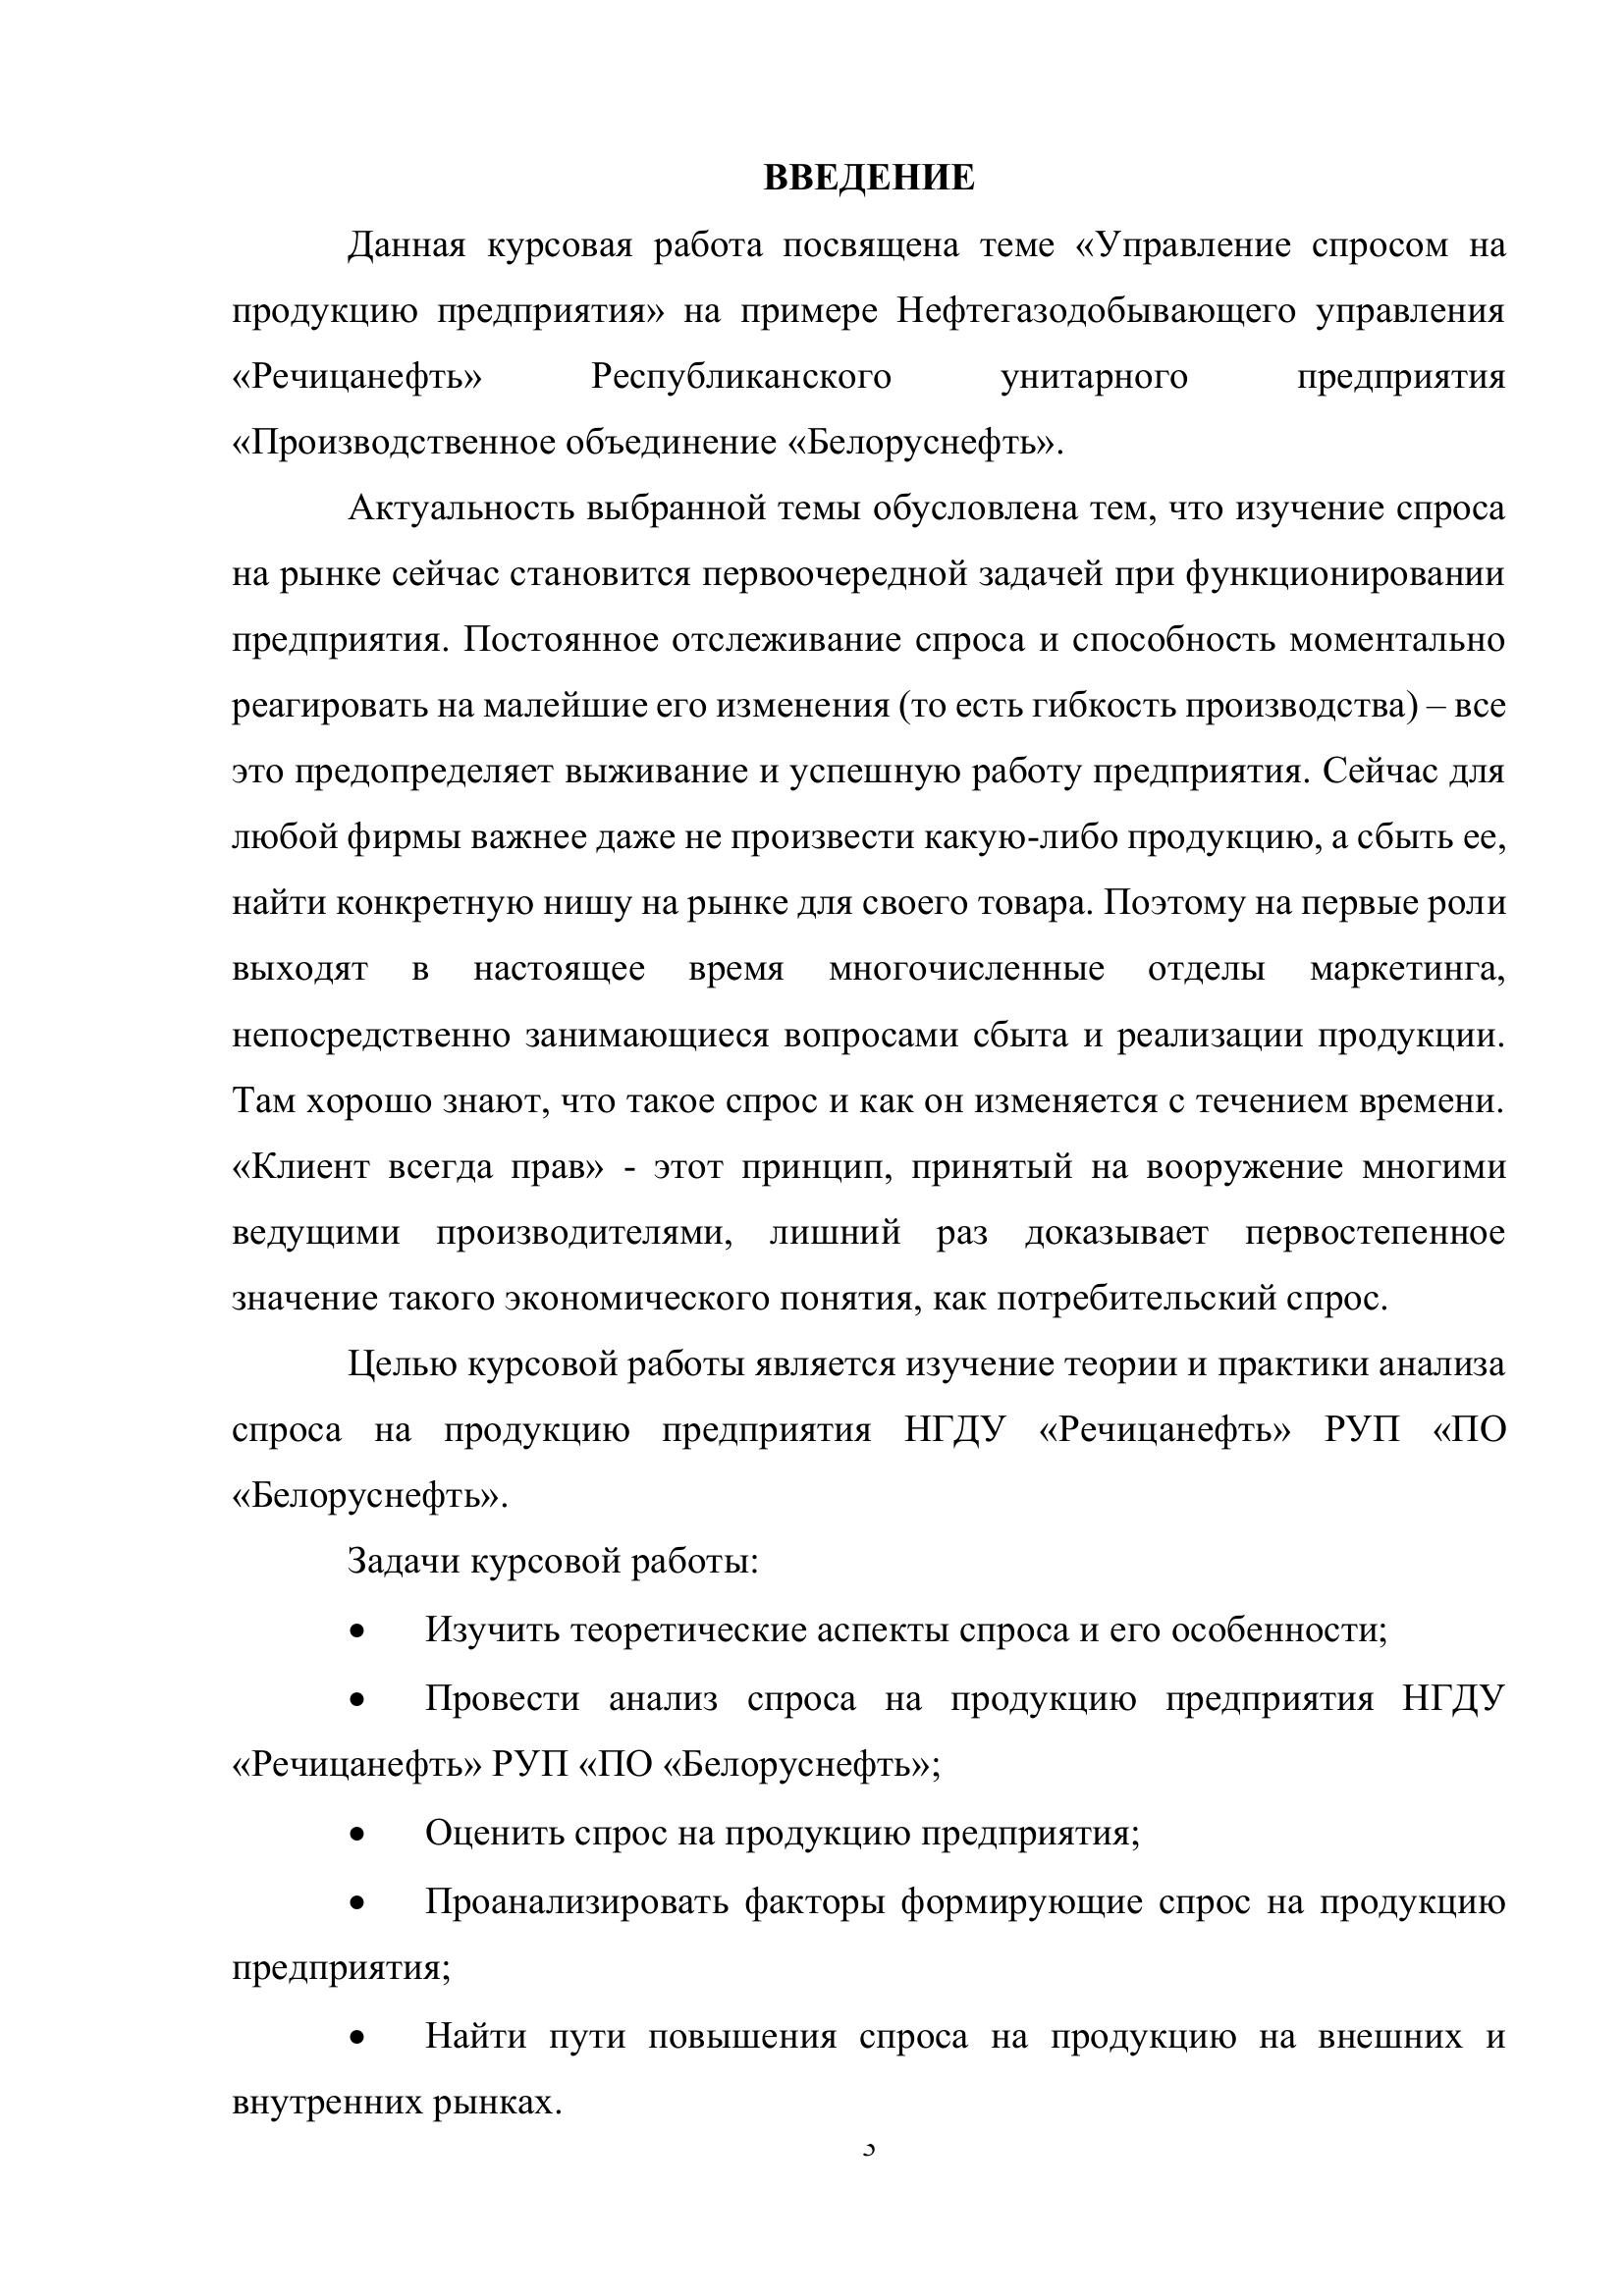 ВВЕДЕНИЕ
Данная курсовая работа посвящена теме «Управление спросом на
продукцию предприятия» на примере Нефтегазодобывающего управления
«Речицанефть» Республиканского унитарного предприятия
«Производственное объединение «Белоруснефть».
Актуальность выбранной темы обусловлена тем, что изучение спроса
на рынке сейчас становится первоочередной задачей при функционировании
предприятия. Постоянное отслеживание спроса и способность моментально
реагировать на малейшие его изменения (то есть гибкость производства) – все
это предопределяет выживание и успешную работу предприятия. Сейчас для
любой фирмы важнее даже не произвести какую-либо продукцию, а сбыть ее,
найти конкретную нишу на рынке для своего товара. Поэтому на первые роли
выходят в настоящее время многочисленные отделы маркетинга,
непосредственно занимающиеся вопросами сбыта и реализации продукции.
Там хорошо знают, что такое спрос и как он изменяется с течением времени.
«Клиент всегда прав» - этот принцип, принятый на вооружение многими
ведущими производителями, лишний раз доказывает первостепенное
значение такого экономического понятия, как потребительский спрос.
Целью курсовой работы является изучение теории и практики анализа
спроса на продукцию предприятия НГДУ «Речицанефть» РУП «ПО
«Белоруснефть».
Задачи курсовой работы:
• Изучить теоретические аспекты спроса и его особенности;
• Провести анализ спроса на продукцию предприятия НГДУ
«Речицанефть» РУП «ПО «Белоруснефть»;
• Оценить спрос на продукцию предприятия;
• Проанализировать факторы формирующие спрос на продукцию
предприятия;
• Найти пути повышения спроса на продукцию на внешних и
внутренних рынках.